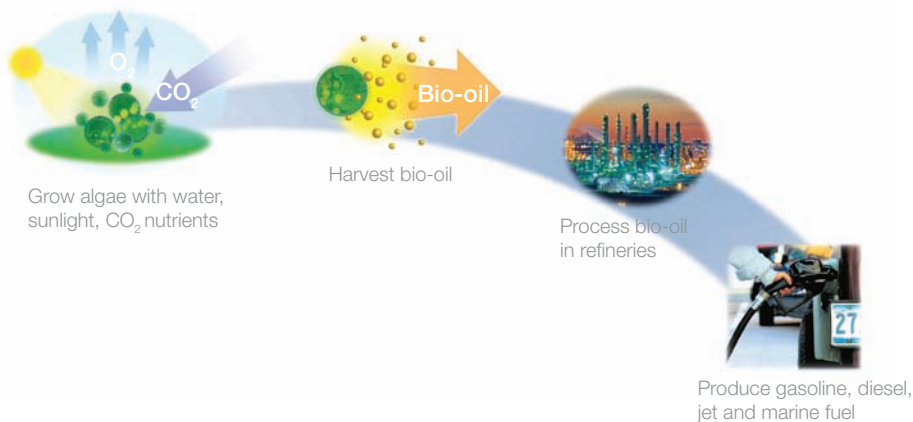 O₂
CO₂
Bio-oil
Grow algae with water,
sunlight, CO₂ nutrients
Harvest bio-oil
Process bio-oil
in refineries
27
Produce gasoline, diesel,
jet and marine fuel